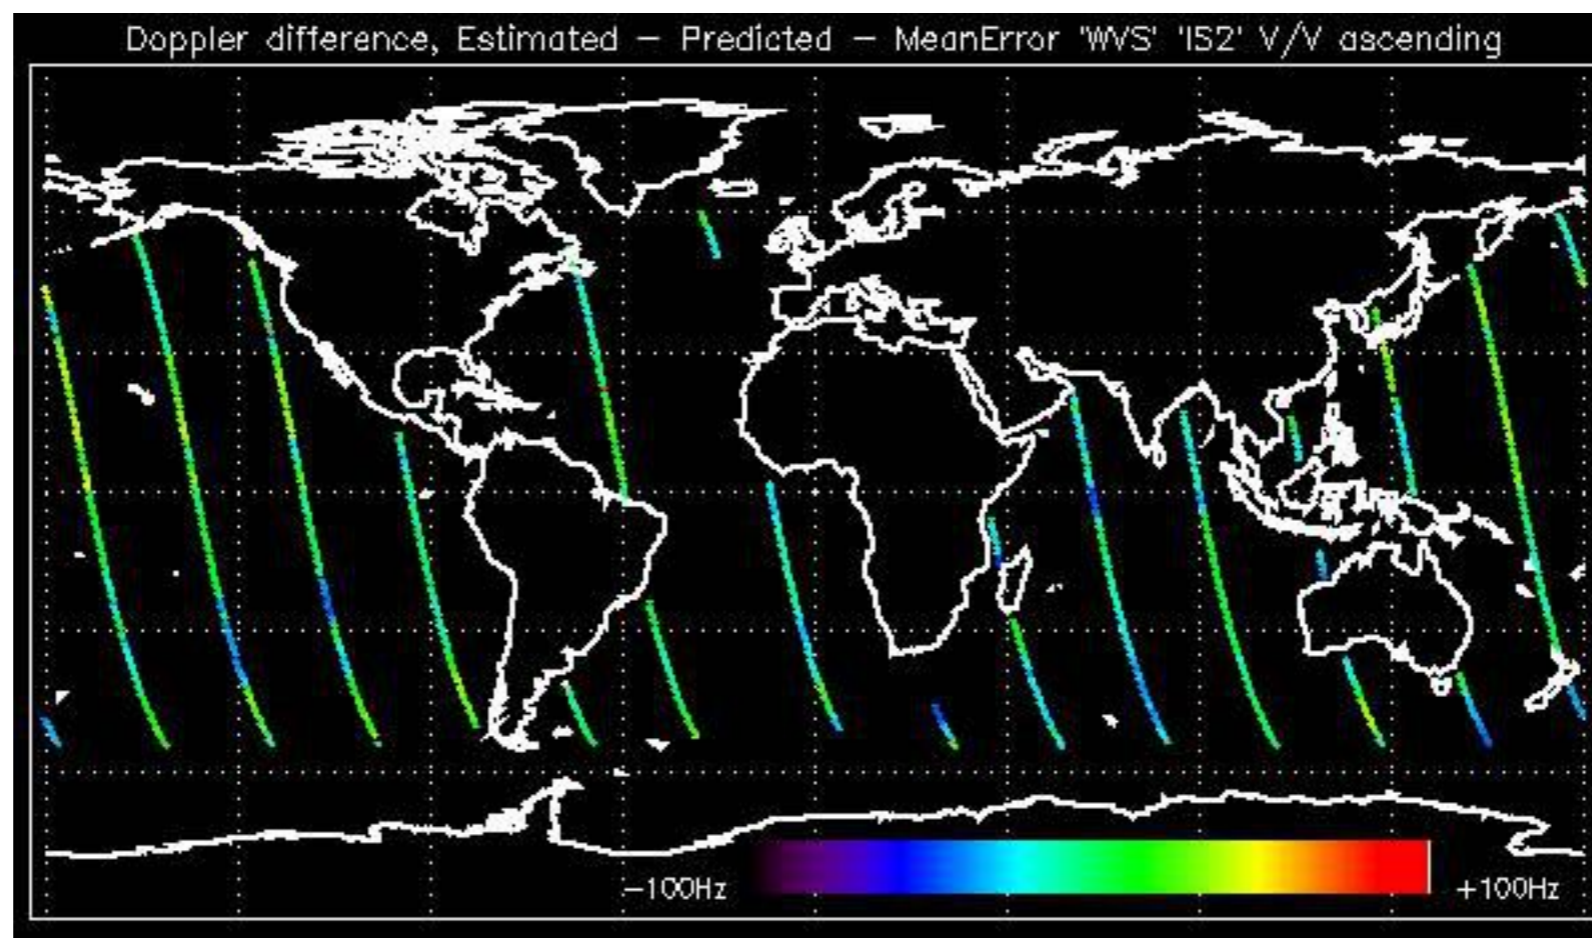 Doppler difference, Estimated - Predicted - MeanError 'WVS' 'IS2' V/V ascending
-100Hz +100Hz